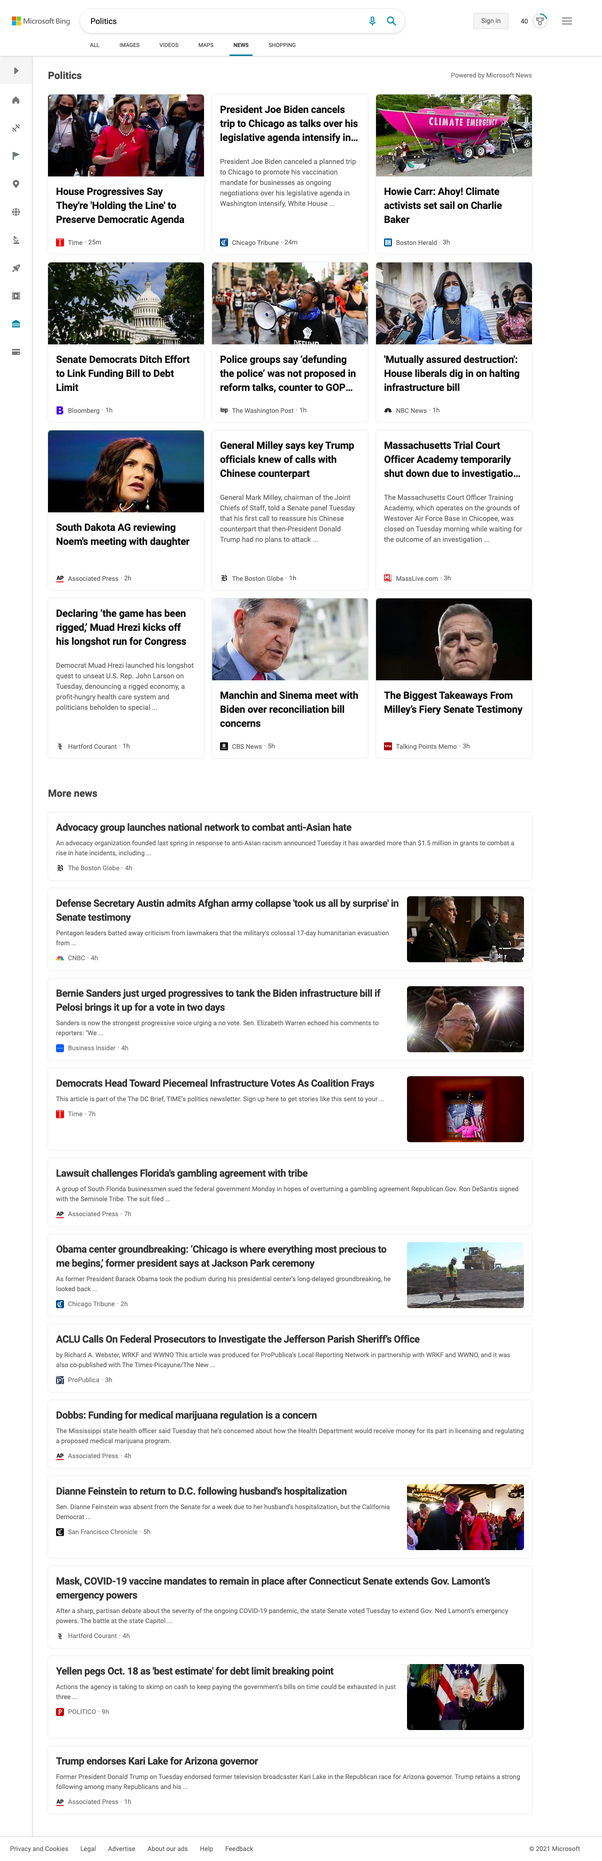 Microsoft Bing
Politics
Sign in
40
ALL
IMAGES
VIDEOS
MAPS
NEWS
SHOPPING
Politics
Powered by Microsoft News
House Progressives Say
They're 'Holding the Line' to
Preserve Democratic Agenda
Time · 25m
President Joe Biden cancels
trip to Chicago as talks over his
legislative agenda intensify in...
President Joe Biden canceled a planned trip
to Chicago to promote his vaccination
mandate for businesses as ongoing
negotiations over his legislative agenda in
Washington intensify, White House ...
Chicago Tribune · 24m
CLIMATE EMERGENCY
Howie Carr: Ahoy! Climate
activists set sail on Charlie
Baker
Boston Herald · 3h
Senate Democrats Ditch Effort
to Link Funding Bill to Debt
Limit
Bloomberg · 1h
DEFUND
Police groups say ‘defunding
the police’ was not proposed in
reform talks, counter to GOP...
The Washington Post · 1h
'Mutually assured destruction':
House liberals dig in on halting
infrastructure bill
NBC News · 1h
South Dakota AG reviewing
Noem's meeting with daughter
Associated Press · 2h
General Milley says key Trump
officials knew of calls with
Chinese counterpart
General Mark Milley, chairman of the Joint
Chiefs of Staff, told a Senate panel Tuesday
that his first call to reassure his Chinese
counterpart that then-President Donald
Trump had no plans to attack ...
The Boston Globe · 1h
Massachusetts Trial Court
Officer Academy temporarily
shut down due to investigatio...
The Massachusetts Court Officer Training
Academy, which operates on the grounds of
Westover Air Force Base in Chicopee, was
closed on Tuesday morning while waiting for
the outcome of an investigation ...
MassLive.com · 3h
Declaring ‘the game has been
rigged,’ Muad Hrezi kicks off
his longshot run for Congress
Democrat Muad Hrezi launched his longshot
quest to unseat U.S. Rep. John Larson on
Tuesday, denouncing a rigged economy, a
profit-hungry health care system and
politicians beholden to special ...
Hartford Courant · 1h
Manchin and Sinema meet with
Biden over reconciliation bill
concerns
CBS News · 5h
The Biggest Takeaways From
Milley's Fiery Senate Testimony
Talking Points Memo · 3h
More news
Advocacy group launches national network to combat anti-Asian hate
An advocacy organization founded last spring in response to anti-Asian racism announced Tuesday it has awarded more than $1.5 million in grants to combat a
rise in hate incidents, including ...
The Boston Globe · 4h
Defense Secretary Austin admits Afghan army collapse 'took us all by surprise' in
Senate testimony
Pentagon leaders batted away criticism from lawmakers that the military's colossal 17-day humanitarian evacuation
from ...
CNBC · 4h
Bernie Sanders just urged progressives to tank the Biden infrastructure bill if
Pelosi brings it up for a vote in two days
Sanders is now the strongest progressive voice urging a no vote. Sen. Elizabeth Warren echoed his comments to
reporters: "We ...
Business Insider · 4h
Democrats Head Toward Piecemeal Infrastructure Votes As Coalition Frays
This article is part of the The DC Brief, TIME's politics newsletter. Sign up here to get stories like this sent to your ...
Time · 7h
Lawsuit challenges Florida's gambling agreement with tribe
A group of South Florida businessmen sued the federal government Monday in hopes of overturning a gambling agreement Republican Gov. Ron DeSantis signed
with the Seminole Tribe. The suit filed ...
Associated Press · 7h
Obama center groundbreaking: ‘Chicago is where everything most precious to
me begins,’ former president says at Jackson Park ceremony
As former President Barack Obama took the podium during his presidential center's long-delayed groundbreaking, he
looked back ...
Chicago Tribune · 2h
ACLU Calls On Federal Prosecutors to Investigate the Jefferson Parish Sheriff's Office
by Richard A. Webster, WRKF and WWNO This article was produced for ProPublica's Local Reporting Network in partnership with WRKF and WWNO, and it was
also co-published with The Times-Picayune/The New ...
ProPublica · 3h
Dobbs: Funding for medical marijuana regulation is a concern
The Mississippi state health officer said Tuesday that he's concerned about how the Health Department would receive money for its part in licensing and regulating
a proposed medical marijuana program.
Associated Press · 4h
Dianne Feinstein to return to D.C. following husband's hospitalization
Sen. Dianne Feinstein was absent from the Senate for a week due to her husband's hospitalization, but the California
Democrat ...
San Francisco Chronicle · 5h
Mask, COVID-19 vaccine mandates to remain in place after Connecticut Senate extends Gov. Lamont's
emergency powers
After a sharp, partisan debate about the severity of the ongoing COVID-19 pandemic, the state Senate voted Tuesday to extend Gov. Ned Lamont's emergency
powers. The battle at the state Capitol ...
Hartford Courant · 4h
Yellen pegs Oct. 18 as 'best estimate' for debt limit breaking point
Actions the agency is taking to skimp on cash to keep paying the government's bills on time could be exhausted in just
three ...
POLITICO · 9h
Trump endorses Kari Lake for Arizona governor
Former President Donald Trump on Tuesday endorsed former television broadcaster Kari Lake in the Republican race for Arizona governor. Trump retains a strong
following among many Republicans and his ...
Associated Press · 1h
Privacy and Cookies
Legal
Advertise
About our ads
Help
Feedback
© 2021 Microsoft